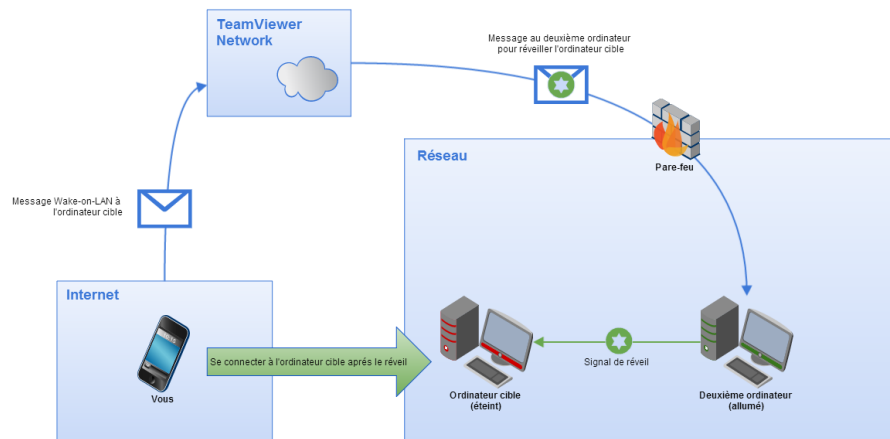 TeamViewer
Network
Message au deuxième ordinateur
pour réveiller l'ordinateur cible
Réseau
Pare-feu
Message Wake-on-LAN à
l'ordinateur cible
Internet
Vous
Se connecter à l'ordinateur cible aprés le réveil
Signal de réveil
Ordinateur cible
(éteint)
Deuxième ordinateur
(allumé)